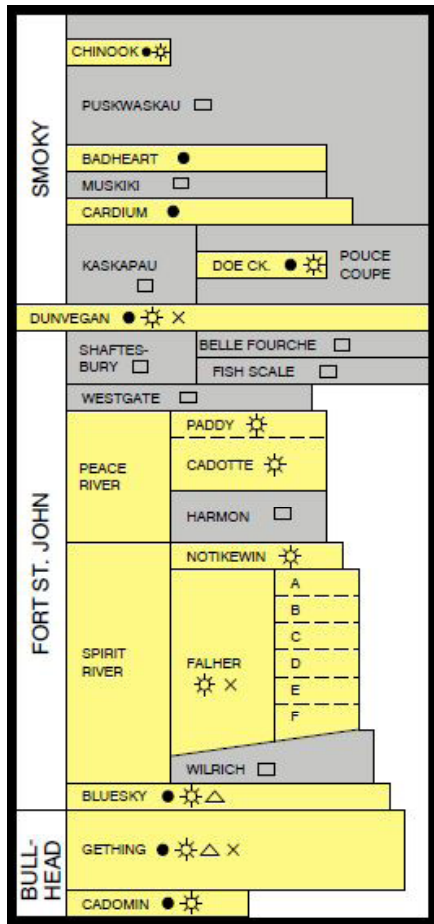 SMOKY
CHINOOK
PUSKWASKAU
BADHEART
MUSKIKI
CARDIUM
KASKAPAU
DOE CK.
POUCE
COUPE
DUNVEGAN
FORT ST. JOHN
SHAFTES-
BURY
BELLE FOURCHE
FISH SCALE
WESTGATE
PEACE
RIVER
PADDY
CADOTTE
HARMON
SPIRIT
RIVER
NOTIKEWIN
FALHER
A
B
C
D
E
F
WILRICH
BLUESKY
BULL-
HEAD
GETHING
CADOMIN